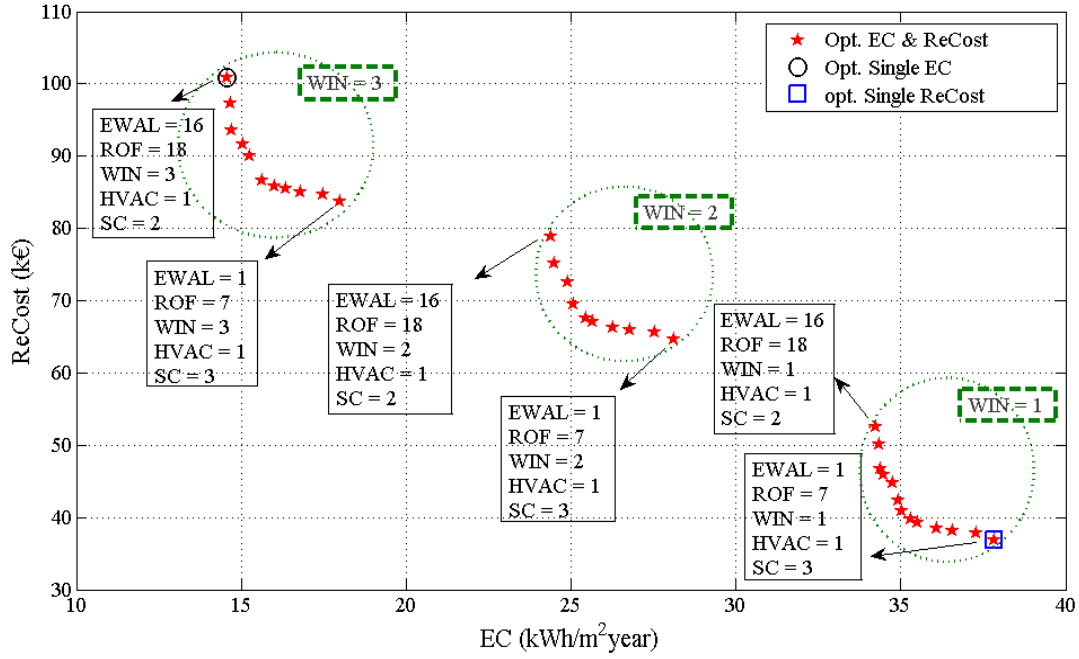 110
100
90
80
70
60
50
40
30
ReCost (k€)
Opt. EC & ReCost
Opt. Single EC
opt. Single ReCost
WIN = 3
EWAL = 16
ROF = 18
WIN = 3
HVAC = 1
SC = 2
EWAL = 1
ROF = 7
WIN = 3
HVAC = 1
SC = 3
WIN = 2
EWAL = 16
ROF = 18
WIN = 2
HVAC = 1
SC = 2
EWAL = 1
ROF = 7
WIN = 2
HVAC = 1
SC = 3
EWAL = 16
ROF = 18
WIN = 1
HVAC = 1
SC = 2
WIN = 1
EWAL = 1
ROF = 7
WIN = 1
HVAC = 1
SC = 3
10 15 20 25 30 35 40
EC (kWh/m²year)